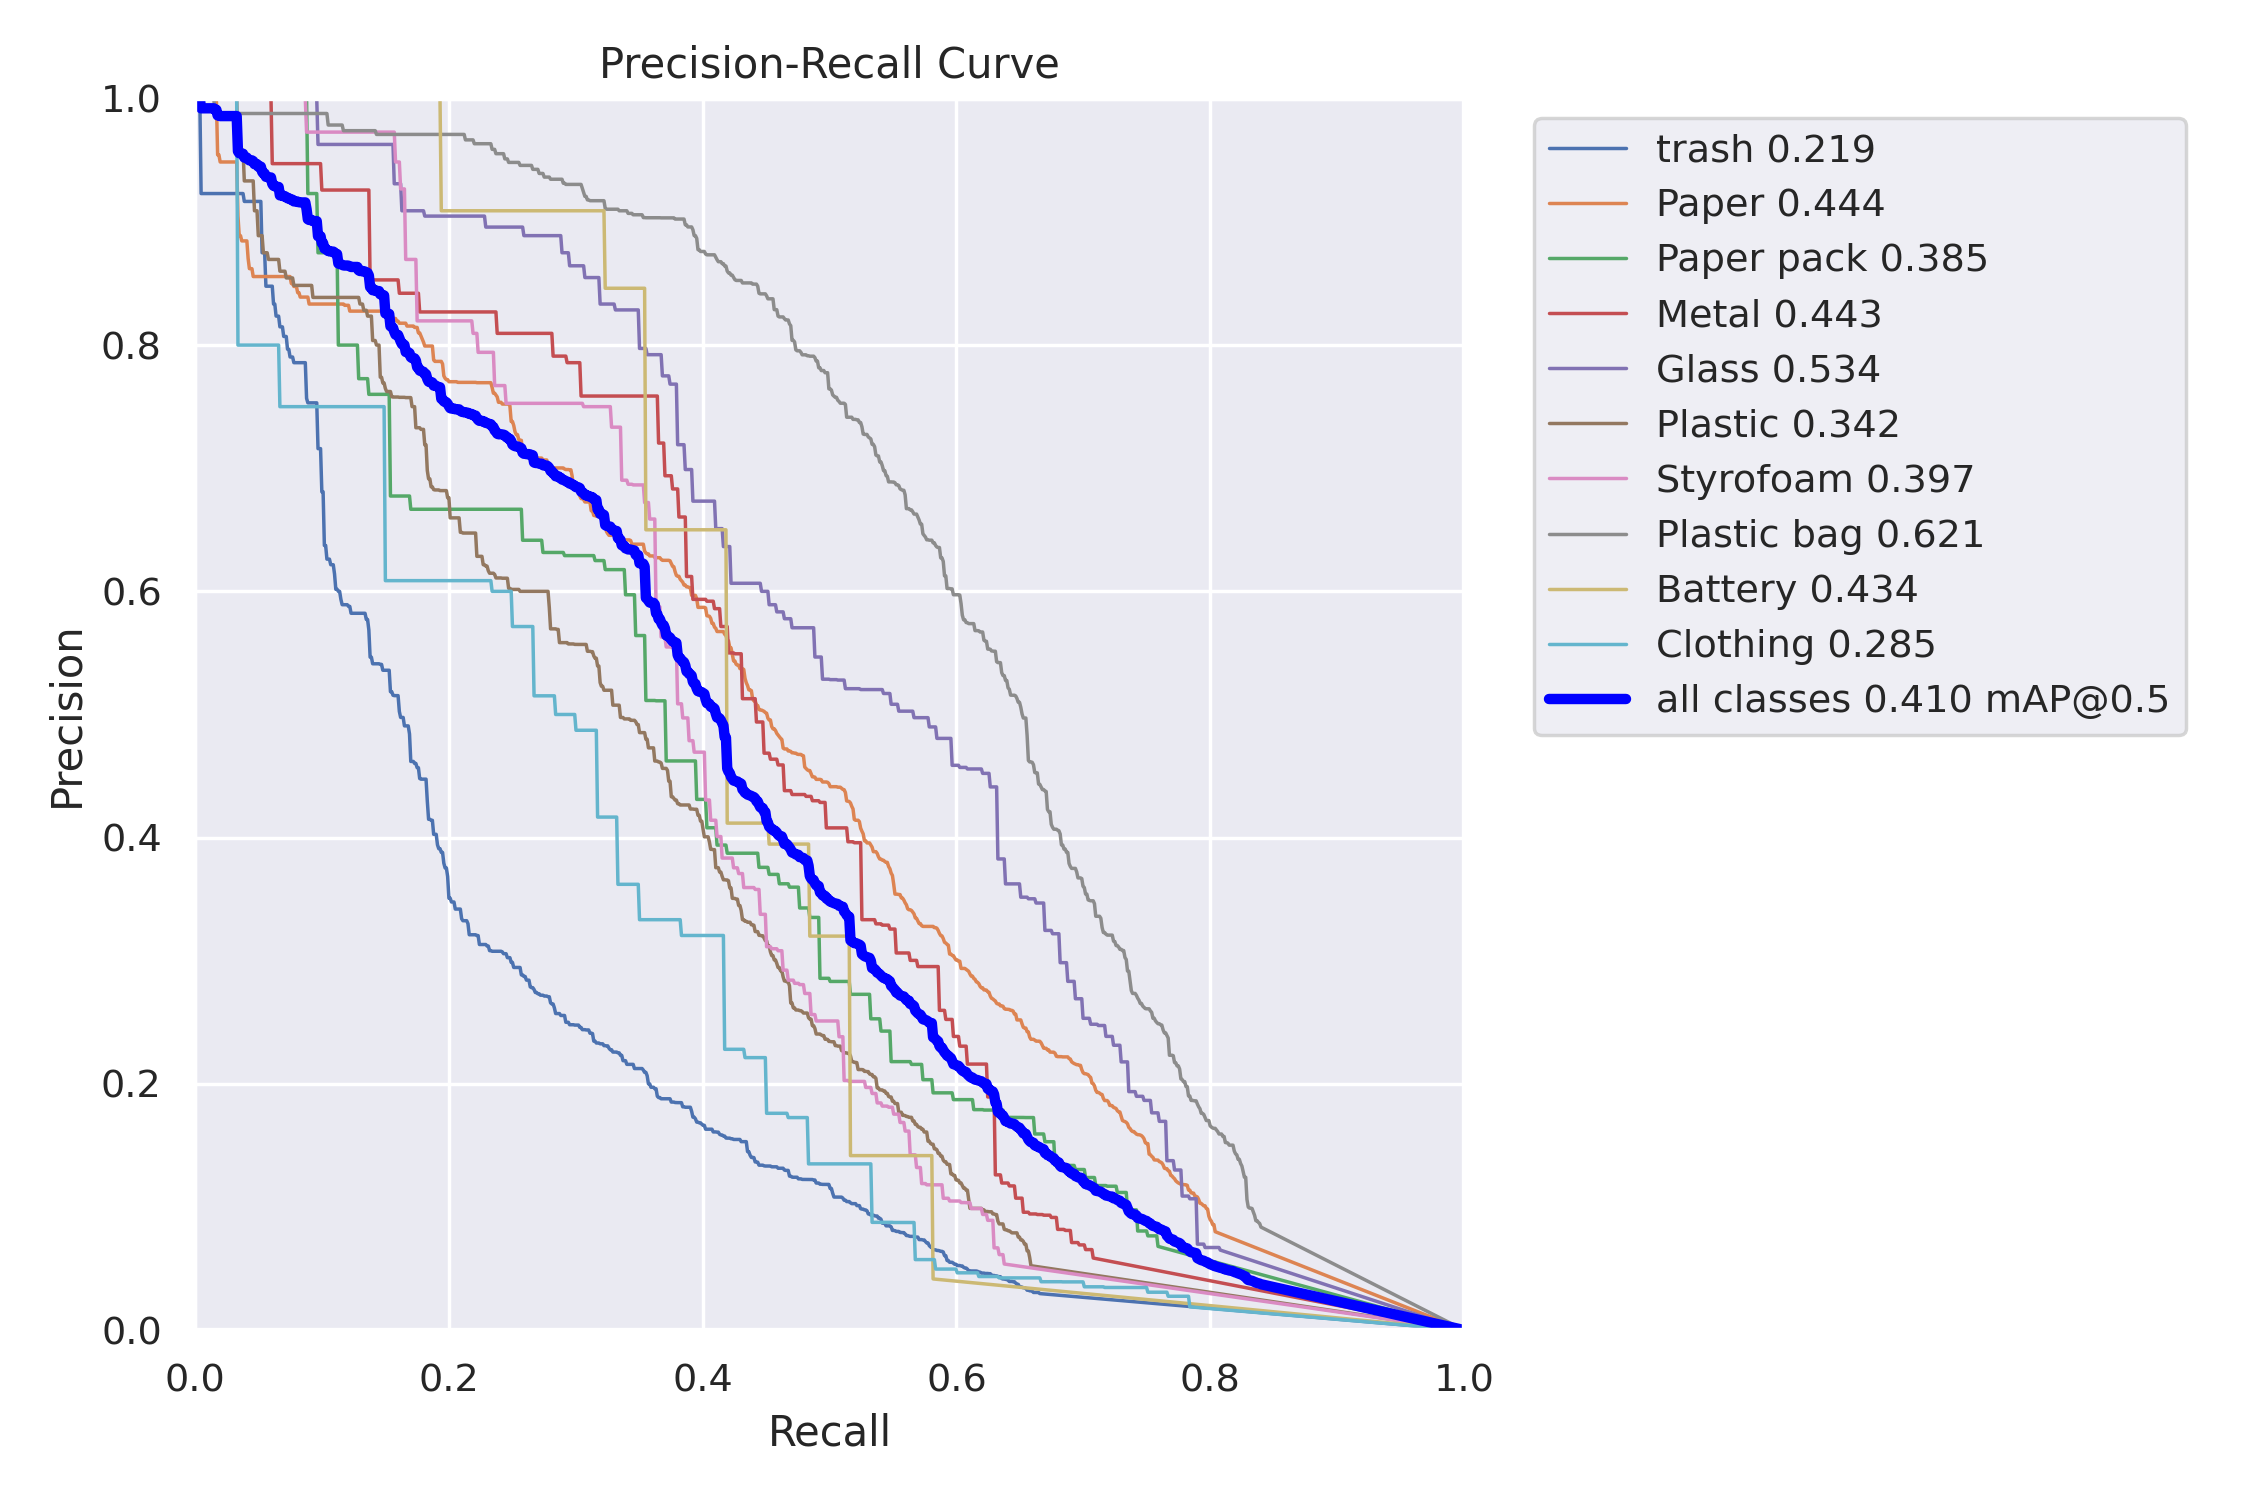 Precision-Recall Curve
1.0
0.8
0.6
0.4
0.2
0.0
Precision
0.0 0.2 0.4 0.6 0.8 1.0
Recall
trash 0.219
Paper 0.444
Paper pack 0.385
Metal 0.443
Glass 0.534
Plastic 0.342
Styrofoam 0.397
Plastic bag 0.621
Battery 0.434
Clothing 0.285
all classes 0.410 mAP@0.5